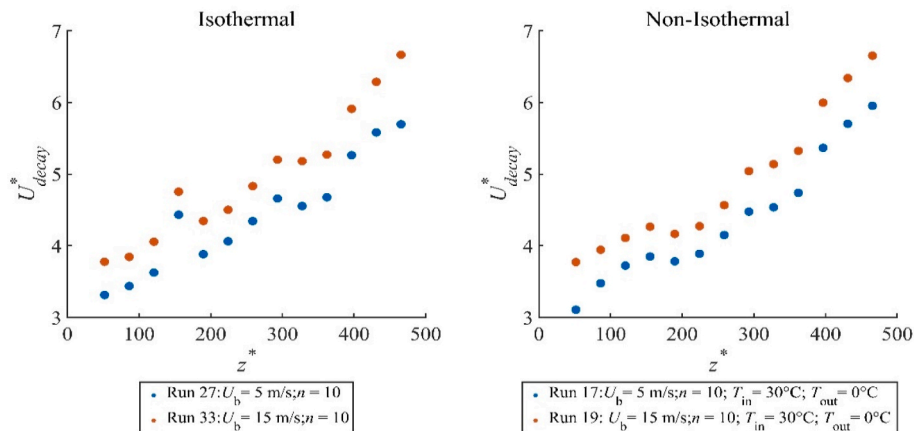 Isothermal
7
6
5
4
3
U*decay
0 100 200 300 400 500
z*
Run 27:Ub= 5 m/s;n = 10
Run 33:Ub= 15 m/s;n = 10
Non-Isothermal
7
6
5
4
3
U*decay
0 100 200 300 400 500
z*
Run 17:Ub= 5 m/s;n = 10; Tin= 30°C; Tout= 0°C
Run 19: Ub= 15 m/s;n = 10; Tin= 30°C; Tout= 0°C